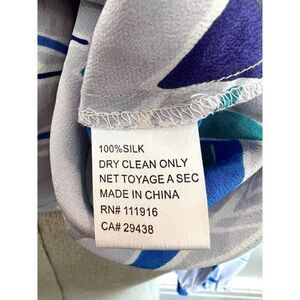 100%SILK
DRY CLEAN ONLY
NET TOYAGE A SEC
MADE IN CHINA
RN# 111916
CA# 29438